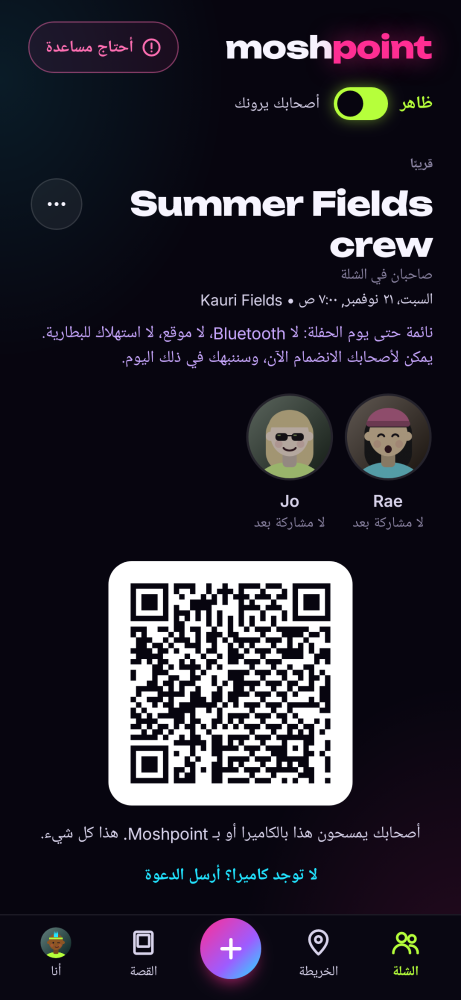 moshpoint
أحتاج مساعدة
ظاهر أصحابك يرونك
قريبًا
Summer Fields
crew
صاحبان في الشلة
السبت، ٢١ نوفمبر, ٧:٠٠ ص • Kauri Fields
نائمة حتى يوم الحفلة: لا Bluetooth، لا موقع، لا استهلاك للبطارية.
يمكن لأصحابك الانضمام الآن، وسننبهك في ذلك اليوم.
Rae
لا مشاركة بعد
Jo
لا مشاركة بعد
أصحابك يمسحون هذا بالكاميرا أو بـ Moshpoint. هذا كل شيء.
لا توجد كاميرا؟ أرسل الدعوة
الشلة
الخريطة
القصة
أنا